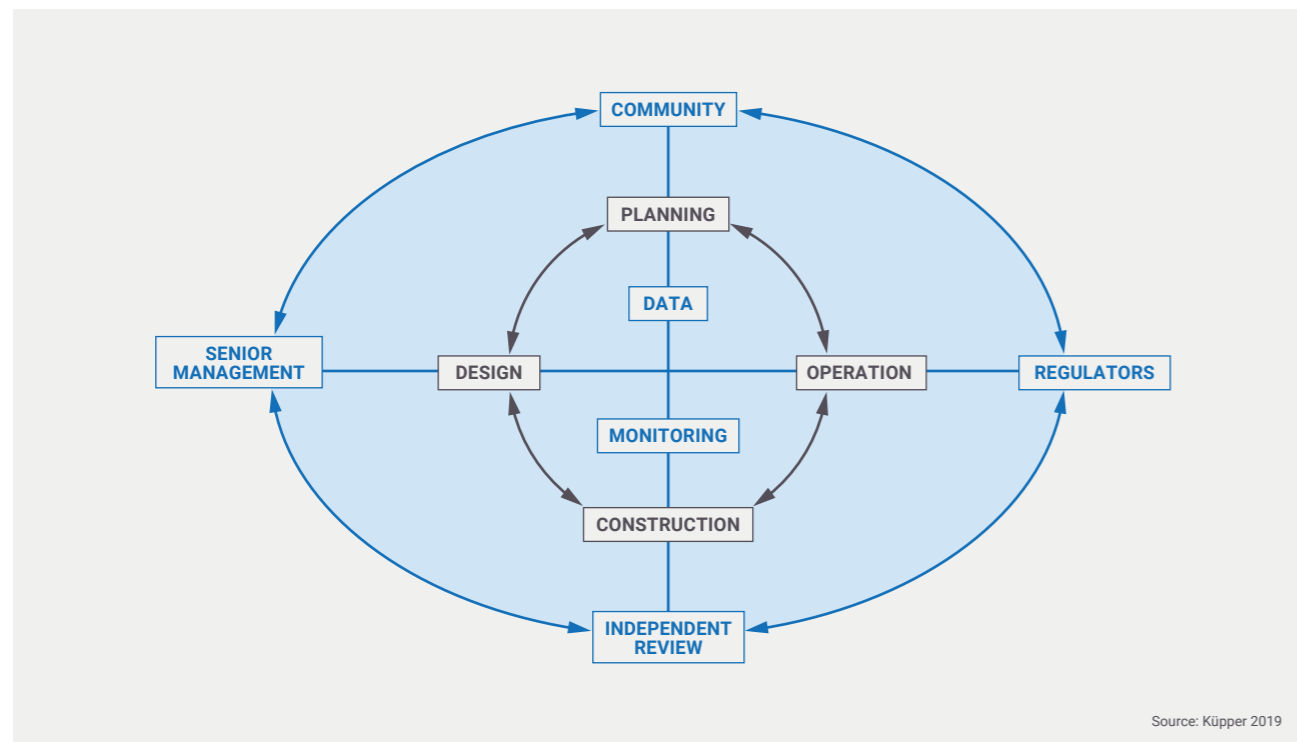 COMMUNITY
PLANNING
DATA
SENIOR
MANAGEMENT
DESIGN
OPERATION
REGULATORS
MONITORING
CONSTRUCTION
INDEPENDENT
REVIEW
Source: Küpper 2019